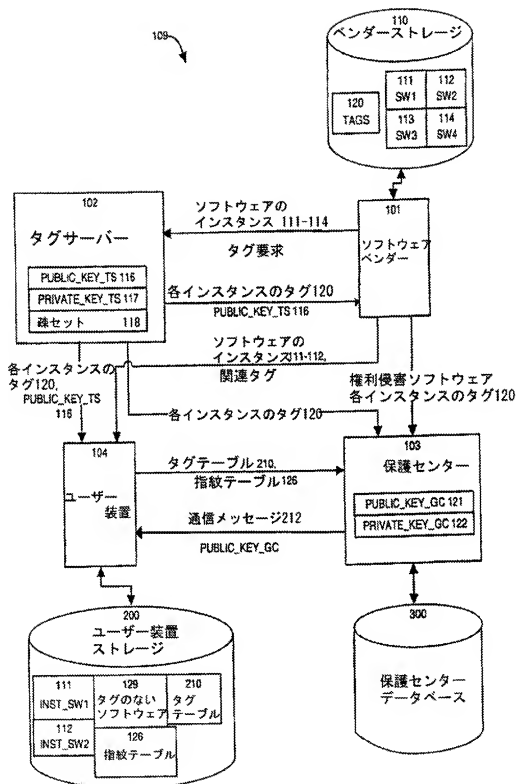 109
110
ベンダーストレージ
120
TAGS
111
SW1
112
SW2
113
SW3
114
SW4
102
タグサーバー
PUBLIC_KEY_TS 116
PRIVATE_KEY_TS 117
疎セット 118
ソフトウェアの
インスタンス 111-114
タグ要求
101
ソフトウェア
ベンダー
各インスタンスのタグ120
PUBLIC_KEY_TS 116
ソフトウェアの
インスタンス111-112,
関連タグ
各インスタンスの
タグ120,
PUBLIC_KEY_TS
116
権利侵害ソフトウェア
各インスタンスのタグ120
各インスタンスのタグ120
104
ユーザー
装置
タグテーブル 210,
指紋テーブル 126
通信メッセージ212
PUBLIC_KEY_GC
103
保護センター
PUBLIC_KEY_GC 121
PRIVATE_KEY_GC 122
200
ユーザー装置
ストレージ
111
INST_SW1
112
INST_SW2
129
タグのない
ソフトウェア
210
タグ
テーブル
126
指紋テーブル
300
保護センター
データベース